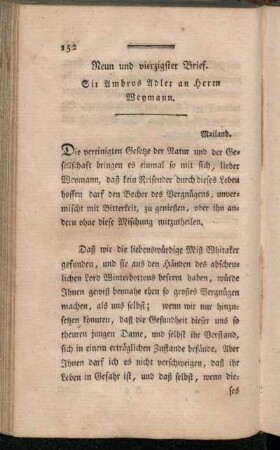 152
Neun und vierzigster Brief.
Sir Ambros Adler an Herrn
Weymann.
Mailand.
Die vereinigten Gesetze der Natur und der Ge-
sellschaft bringen es einmal so mit sich, lieber
Weymann, daß kein Reisender durch dieses Leben
hoffen darf den Becher des Vergnügens, unver-
mischt mit Bitterkeit, zu geniesten, oder ihn an-
dern ohne diese Mischung mitzutheilen.
Daß wir die liebenswürdige Miß Whitaker
gefunden, und sie aus den Händen des abscheu-
lichen Lord Winterbottons befreyt haben, würde
Ihnen gewiß beynahe eben so großes Vergnügen
machen, als uns selbst; wenn wir nur hinzu-
setzen könnten, daß die Gesundheit dieser uns so
theuren jungen Dame, und selbst ihr Verstand,
sich in einem erträglichen Zustande befände. Aber
Ihnen darf ich es nicht verschweigen, daß ihr
Leben in Gefahr ist, und daß selbst, wenn die-
ses